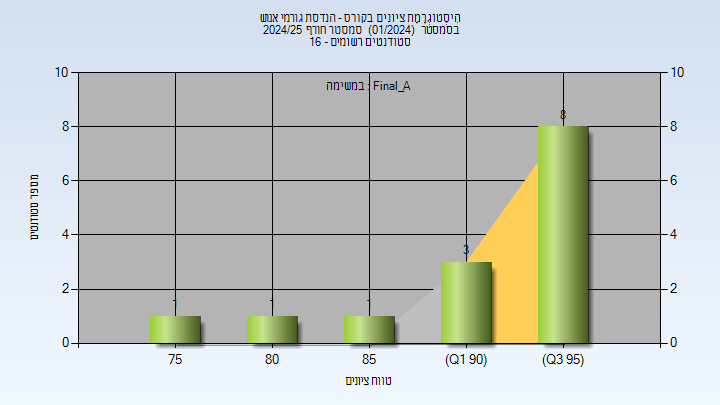 היסטוגרמת ציונים בקורס - הנדסת גורמי אנוש
בסמסטר (01/2024) סמסטר חורף 2024/25
סטודנטים רשומים - 16
במשימה : Final_A
10
8
6
4
2
0
10
8
6
4
2
0
מספר סטודנטים
1
1
1
3
8
75
80
85
(Q1 90)
(Q3 95)
טווח ציונים